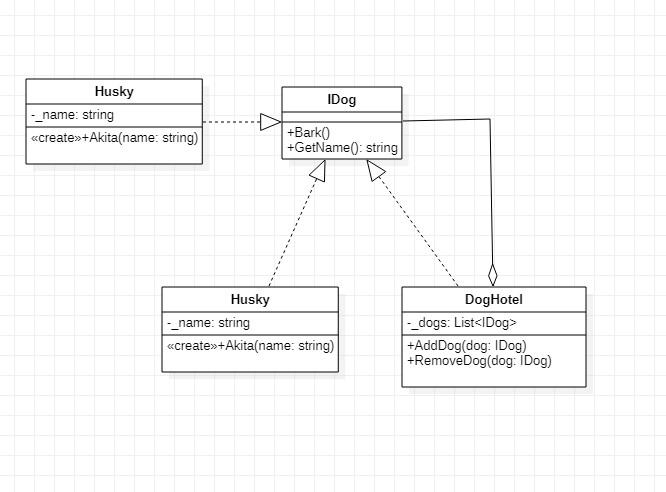 Husky
-_name: string
«create»+Akita(name: string)
IDog
+Bark()
+GetName(): string
Husky
-_name: string
«create»+Akita(name: string)
DogHotel
-_dogs: List<IDog>
+AddDog(dog: IDog)
+RemoveDog(dog: IDog)